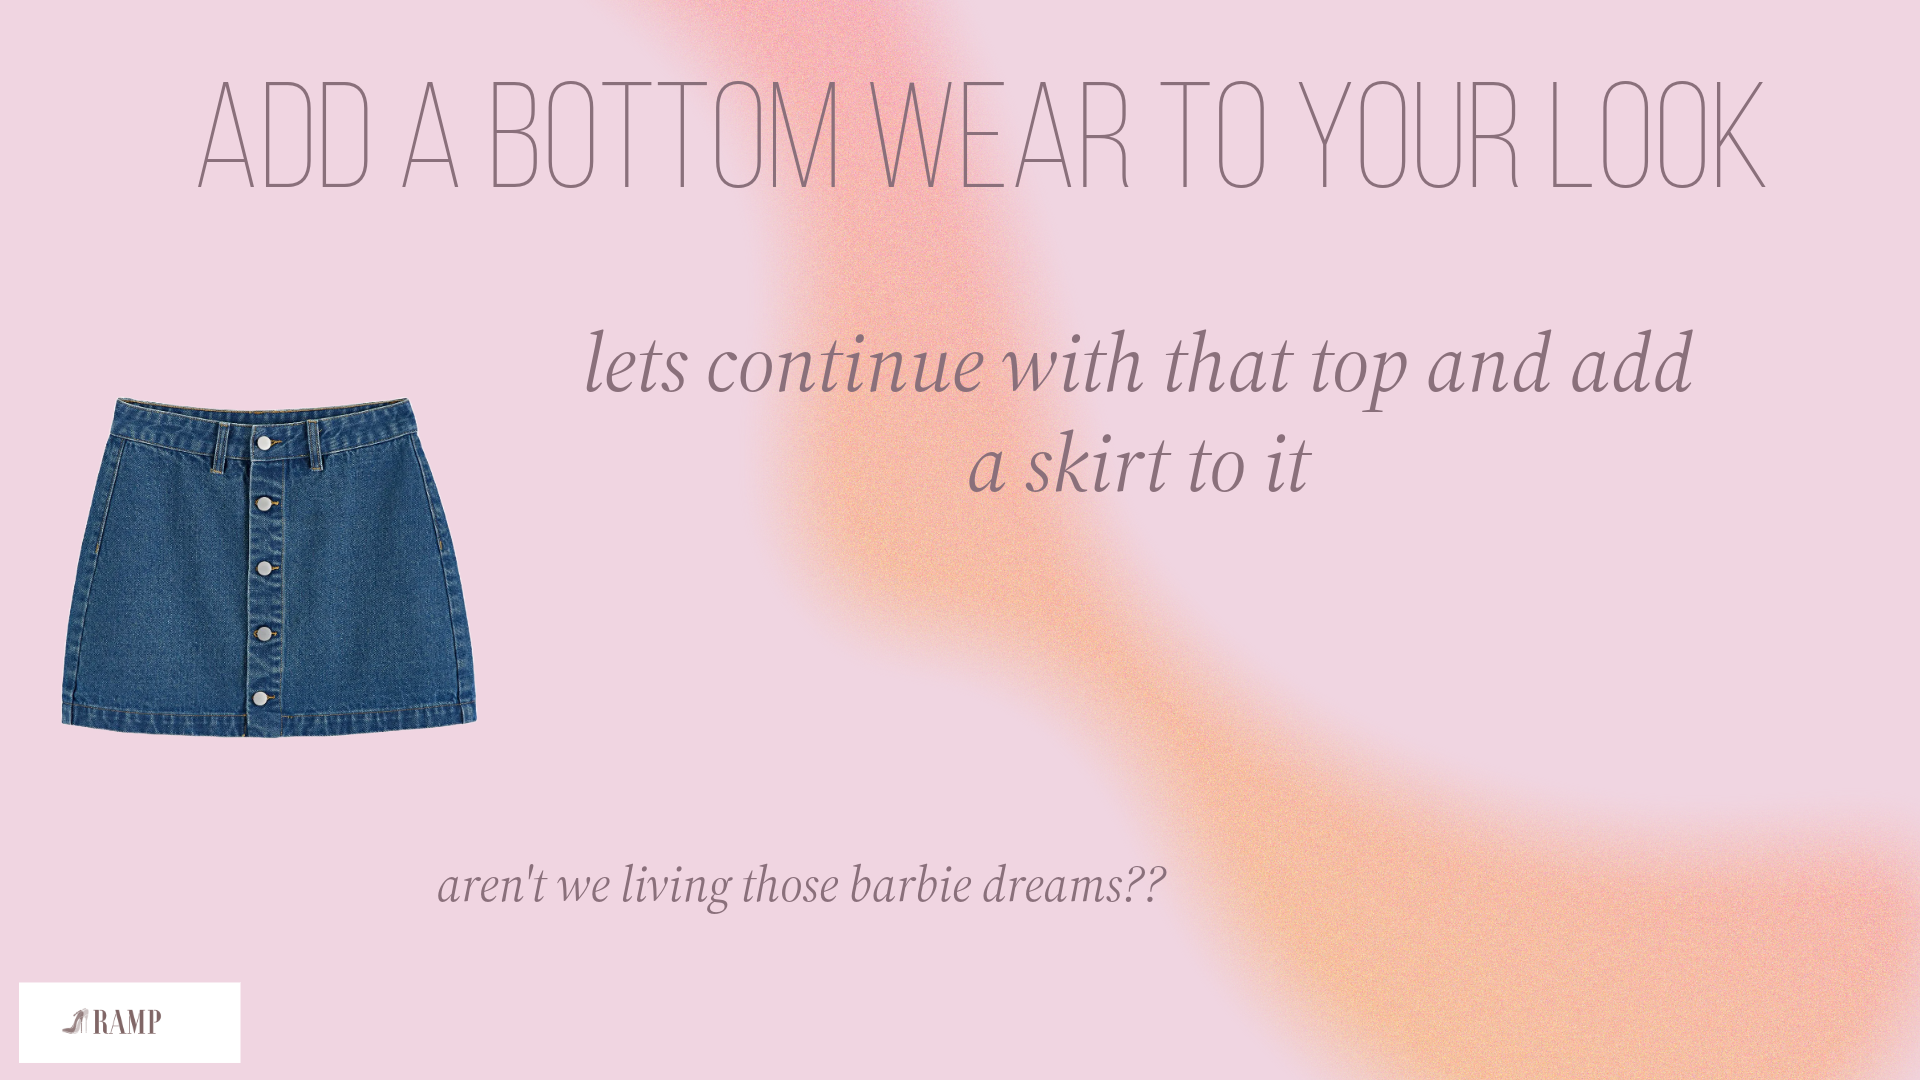 ADD A BOTTOM WEAR TO YOUR LOOK
lets continue with that top and add
a skirt to it
aren't we living those barbie dreams??
RAMP